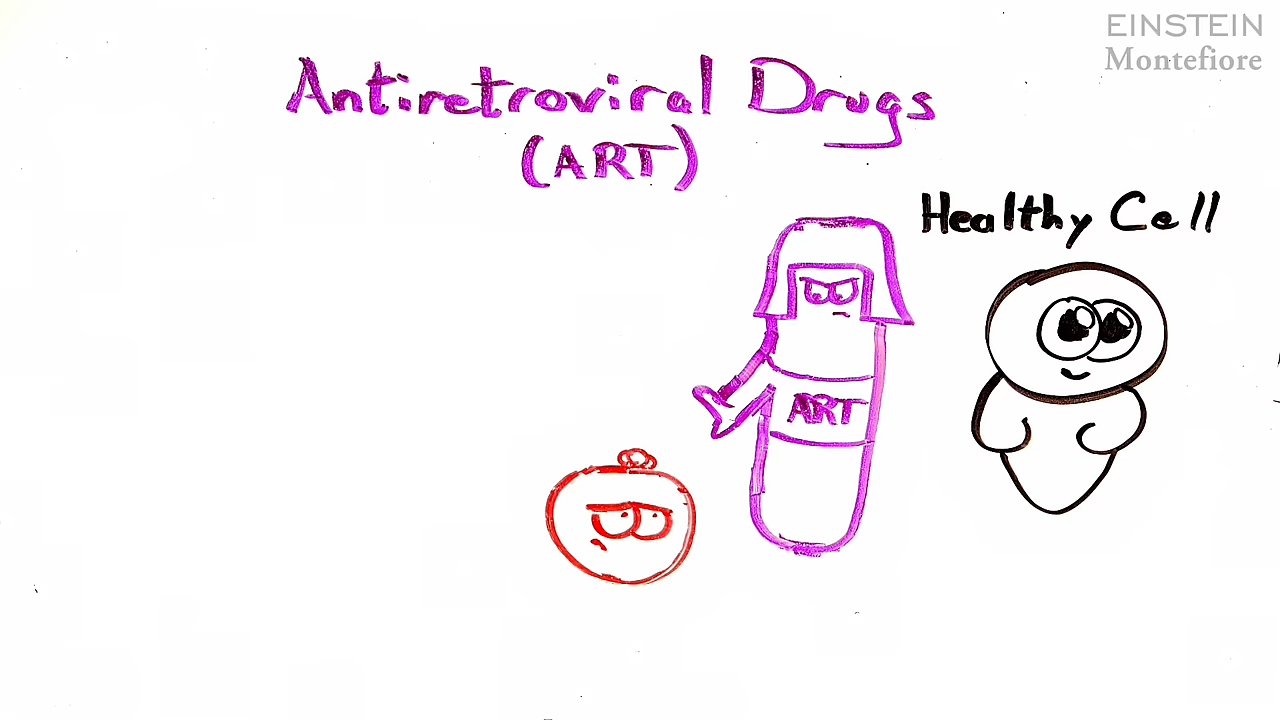 EINSTEIN
Montefiore
Antiretroviral Drugs
(ART)
Healthy Cell
ART